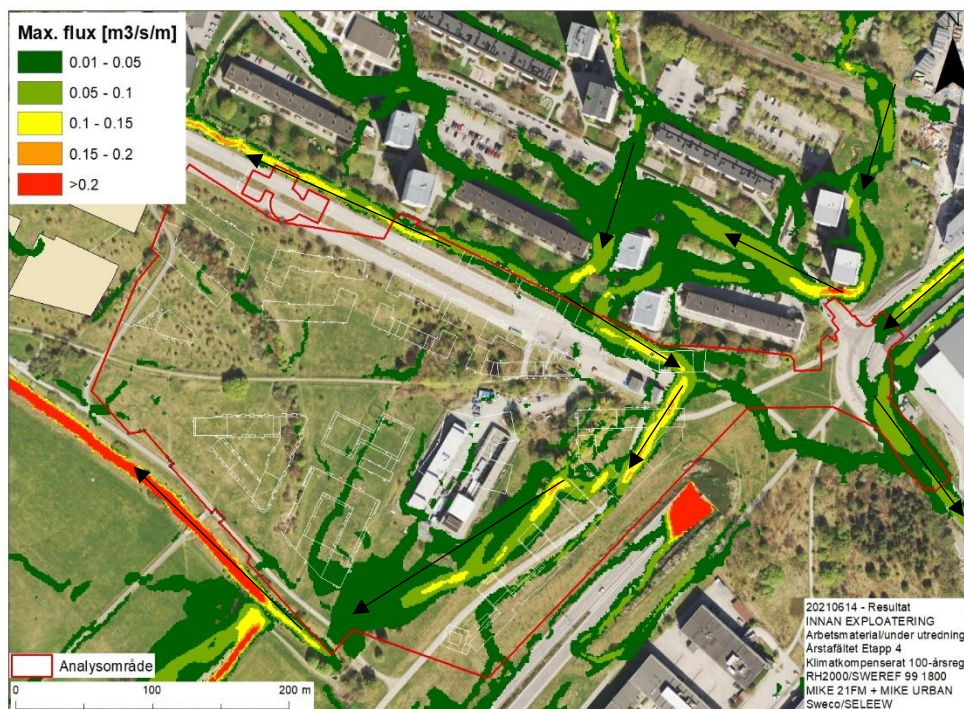 Max. flux [m3/s/m]
0.01 - 0.05
0.05 - 0.1
0.1 - 0.15
0.15 - 0.2
>0.2
N
Analysområde
0 100 200 m
20210614 - Resultat
INNAN EXPLOATERING
Arbetsmaterial/under utredning
Årstafältet Etapp 4
Klimatkompenserat 100-årsreg
RH2000/SWEREF 99 1800
MIKE 21FM + MIKE URBAN
Sweco/SELEEW